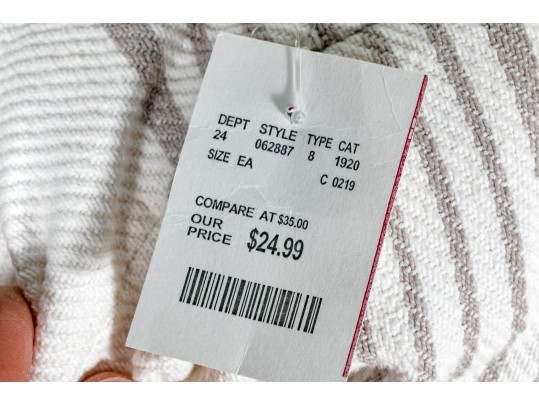 DEPT STYLE TYPE CAT
24 062887 8 1920
SIZE EA
C 0219
COMPARE AT $35.00
OUR
PRICE $24.99